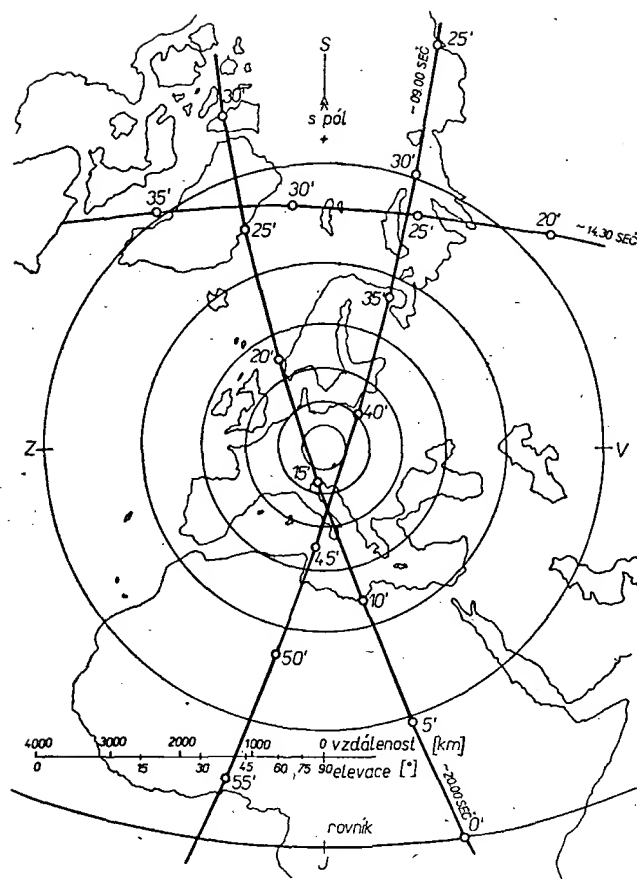 S
s pól
25'
~09.00 SEČ
30'
30'
35'
30'
25'
25'
20'
~14.30 SEČ
35'
20'
40'
Z
V
15'
45'
10'
50'
5'
4000 3000 2000 1000 0 vzdálenost [km]
0 15 30 45 60 75 90 elevace [°]
55'
~20.00 SEČ
rovník
0'
J